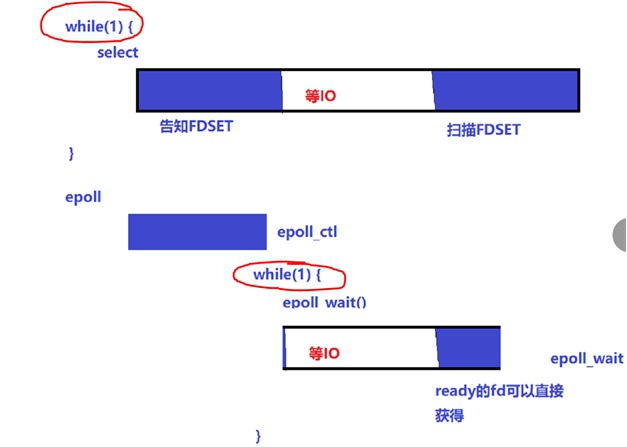 while(1) {
select
等IO
告知FDSET
扫描FDSET
}
epoll
epoll_ctl
while(1) {
epoll_wait()
等IO
epoll_wait
ready的fd可以直接
获得
}